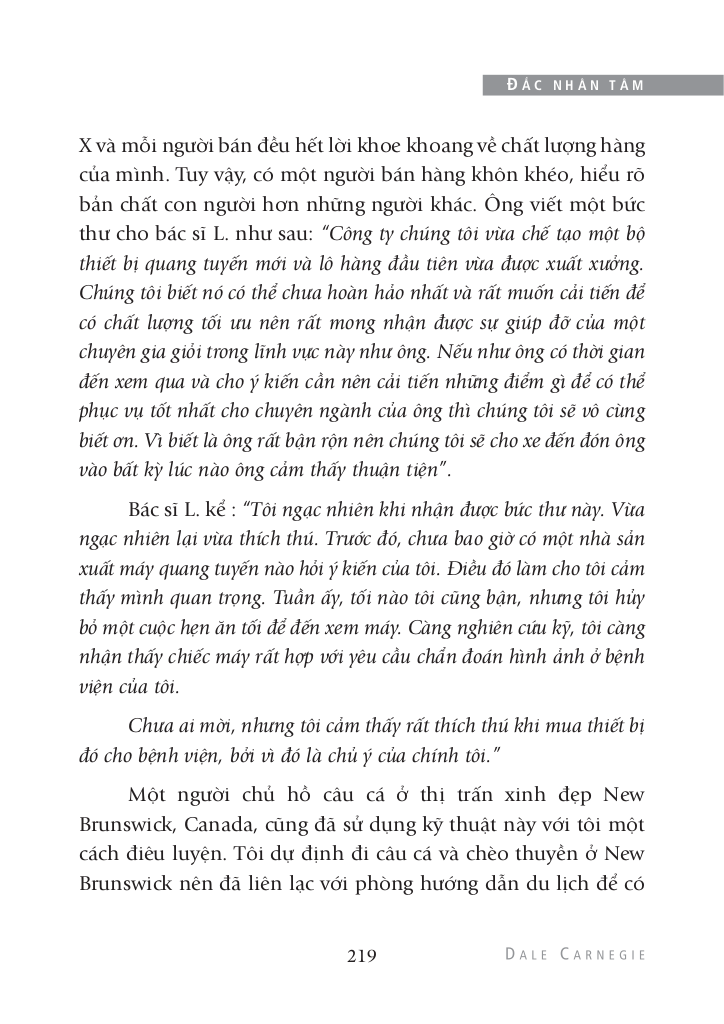 ĐẮC NHÂN TÂM
X và mỗi người bán đều hết lời khoe khoang về chất lượng hàng
của mình. Tuy vậy, có một người bán hàng khôn khéo, hiểu rõ
bản chất con người hơn những người khác. Ông viết một bức
thư cho bác sĩ L. như sau: “Công ty chúng tôi vừa chế tạo một bộ
thiết bị quang tuyến mới và lô hàng đầu tiên vừa được xuất xưởng.
Chúng tôi biết nó có thể chưa hoàn hảo nhất và rất muốn cải tiến để
có chất lượng tối ưu nên rất mong nhận được sự giúp đỡ của một
chuyên gia giỏi trong lĩnh vực này như ông. Nếu như ông có thời gian
đến xem qua và cho ý kiến cần nên cải tiến những điểm gì để có thể
phục vụ tốt nhất cho chuyên ngành của ông thì chúng tôi sẽ vô cùng
biết ơn. Vì biết là ông rất bận rộn nên chúng tôi sẽ cho xe đến đón ông
vào bất kỳ lúc nào ông cảm thấy thuận tiện”.
Bác sĩ L. kể : “Tôi ngạc nhiên khi nhận được bức thư này. Vừa
ngạc nhiên lại vừa thích thú. Trước đó, chưa bao giờ có một nhà sản
xuất máy quang tuyến nào hỏi ý kiến của tôi. Điều đó làm cho tôi cảm
thấy mình quan trọng. Tuần ấy, tối nào tôi cũng bận, nhưng tôi hủy
bỏ một cuộc hẹn ăn tối để đến xem máy. Càng nghiên cứu kỹ, tôi càng
nhận thấy chiếc máy rất hợp với yêu cầu chẩn đoán hình ảnh ở bệnh
viện của tôi.
Chưa ai mời, nhưng tôi cảm thấy rất thích thú khi mua thiết bị
đó cho bệnh viện, bởi vì đó là chủ ý của chính tôi.”
Một người chủ hồ câu cá ở thị trấn xinh đẹp New
Brunswick, Canada, cũng đã sử dụng kỹ thuật này với tôi một
cách điêu luyện. Tôi dự định đi câu cá và chèo thuyền ở New
Brunswick nên đã liên lạc với phòng hướng dẫn du lịch để có
219
DALE CARNEGIE